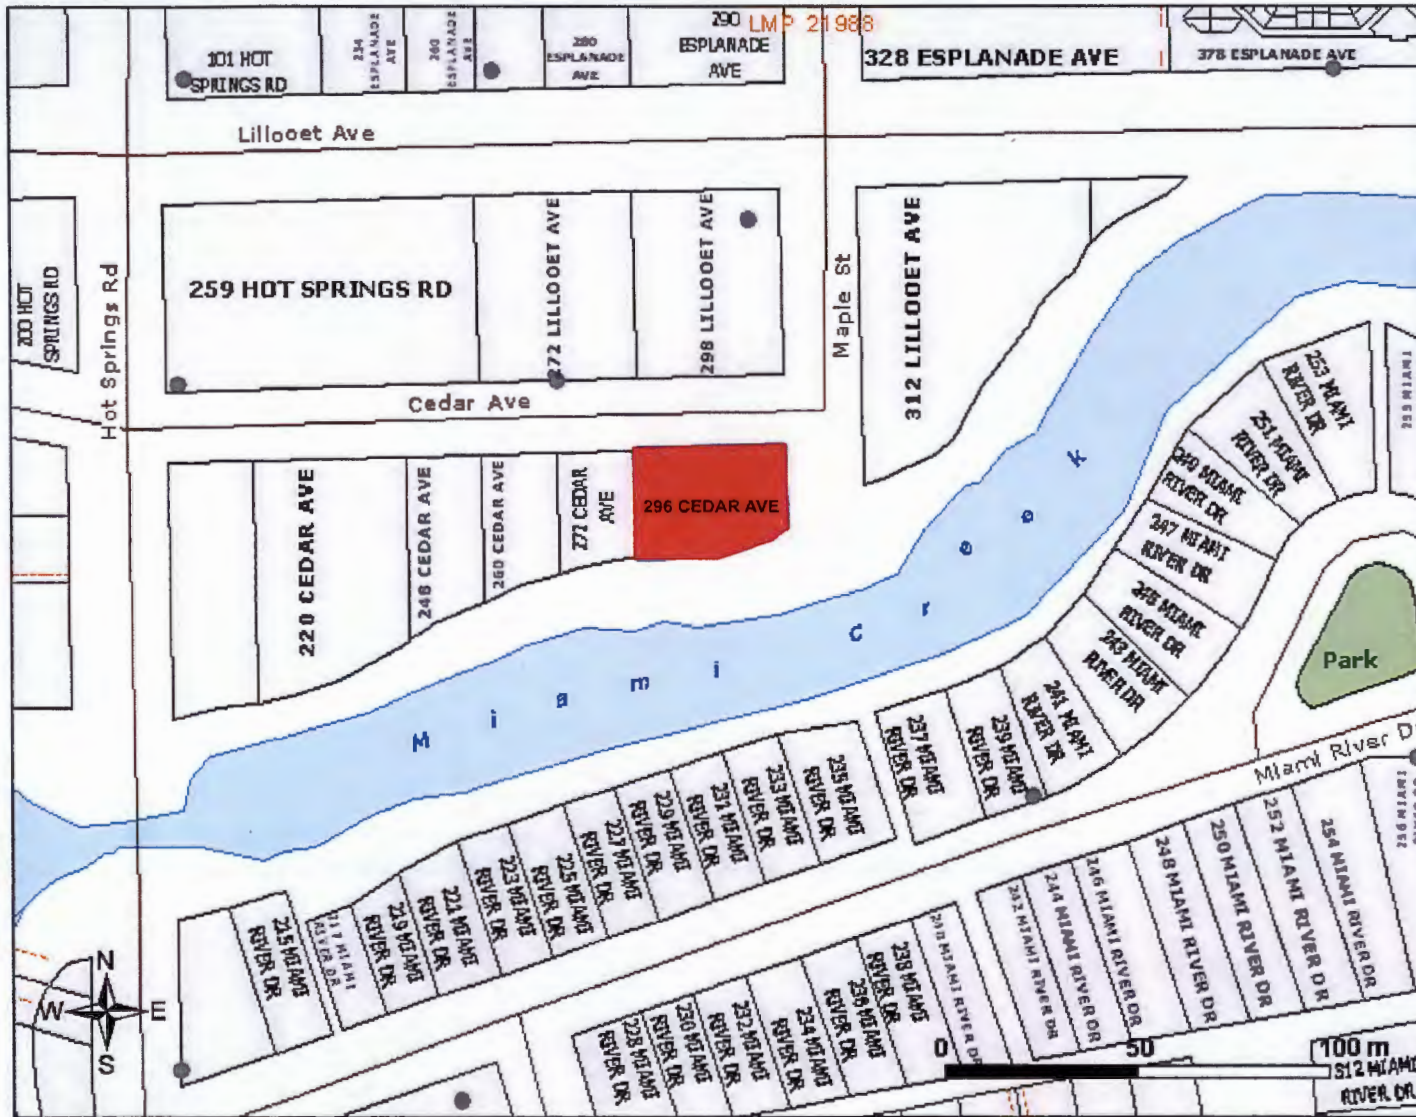 290 LMP 21988
101 HOT
SPRINGS RD
234
ESPLANADE
AVE
260
ESPLANADE
AVE
280
ESPLANADE
AVE
ESPLANADE
AVE
328 ESPLANADE AVE
378 ESPLANADE AVE
Lillooet Ave
200 HOT
SPRINGS RD
Hot Springs Rd
259 HOT SPRINGS RD
272 LILLOOET AVE
298 LILLOOET AVE
Maple St
312 LILLOOET AVE
Cedar Ave
220 CEDAR AVE
248 CEDAR AVE
260 CEDAR AVE
272 CEDAR
AVE
296 CEDAR AVE
Miami Creek
253 MIAMI
RIVER DR
251 MIAMI
RIVER DR
249 MIAMI
RIVER DR
247 MIAMI
RIVER DR
245 MIAMI
RIVER DR
243 MIAMI
RIVER DR
241 MIAMI
RIVER DR
239 MIAMI
RIVER DR
237 MIAMI
RIVER DR
235 MIAMI
RIVER DR
233 MIAMI
RIVER DR
231 MIAMI
RIVER DR
229 MIAMI
RIVER DR
227 MIAMI
RIVER DR
225 MIAMI
RIVER DR
223 MIAMI
RIVER DR
221 MIAMI
RIVER DR
219 MIAMI
RIVER DR
217 MIAMI
RIVER DR
215 MIAMI
RIVER DR
Park
Miami River D
228 MIAMI
RIVER DR
230 MIAMI
RIVER DR
232 MIAMI
RIVER DR
234 MIAMI
RIVER DR
236 MIAMI
RIVER DR
238 MIAMI
RIVER DR
240 MIAMI RIVER DR
242 MIAMI RIVER DR
244 MIAMI RIVER DR
246 MIAMI RIVER DR
248 MIAMI RIVER DR
250 MIAMI RIVER DR
252 MIAMI RIVER DR
254 MIAMI RIVER DR
256 MIAMI
312 MIAMI
RIVER DR
N
W E
S
0 50 100 m